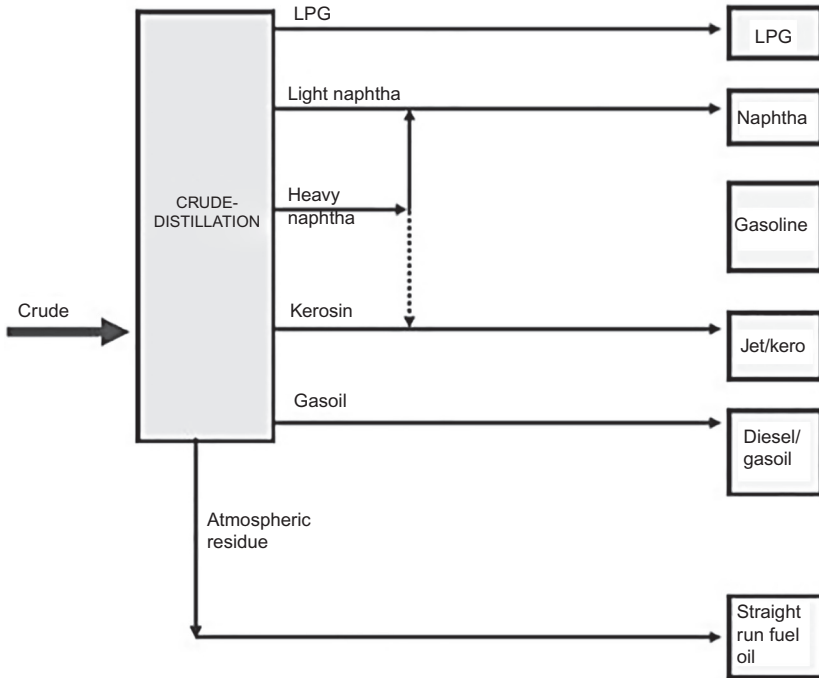 LPG
LPG
Light naphtha
Naphtha
Heavy
naphtha
CRUDE-
DISTILLATION
Gasoline
Crude
Kerosin
Jet/kero
Gasoil
Diesel/
gasoil
Atmospheric
residue
Straight
run fuel
oil